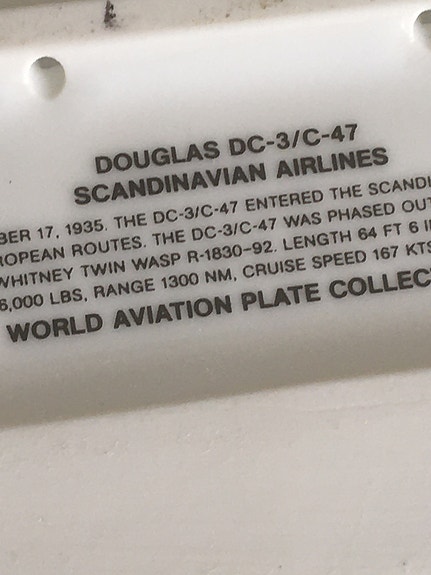 DOUGLAS DC-3/C-47
SCANDINAVIAN AIRLINES
BER 17, 1935. THE DC-3/C-47 ENTERED THE SCANDI
ROPEAN ROUTES. THE DC-3/C-47 WAS PHASED OU
WHITNEY TWIN WASP R-1830-92. LENGTH 64 FT 6 I
6,000 LBS, RANGE 1300 NM, CRUISE SPEED 167 KTS
WORLD AVIATION PLATE COLLEC